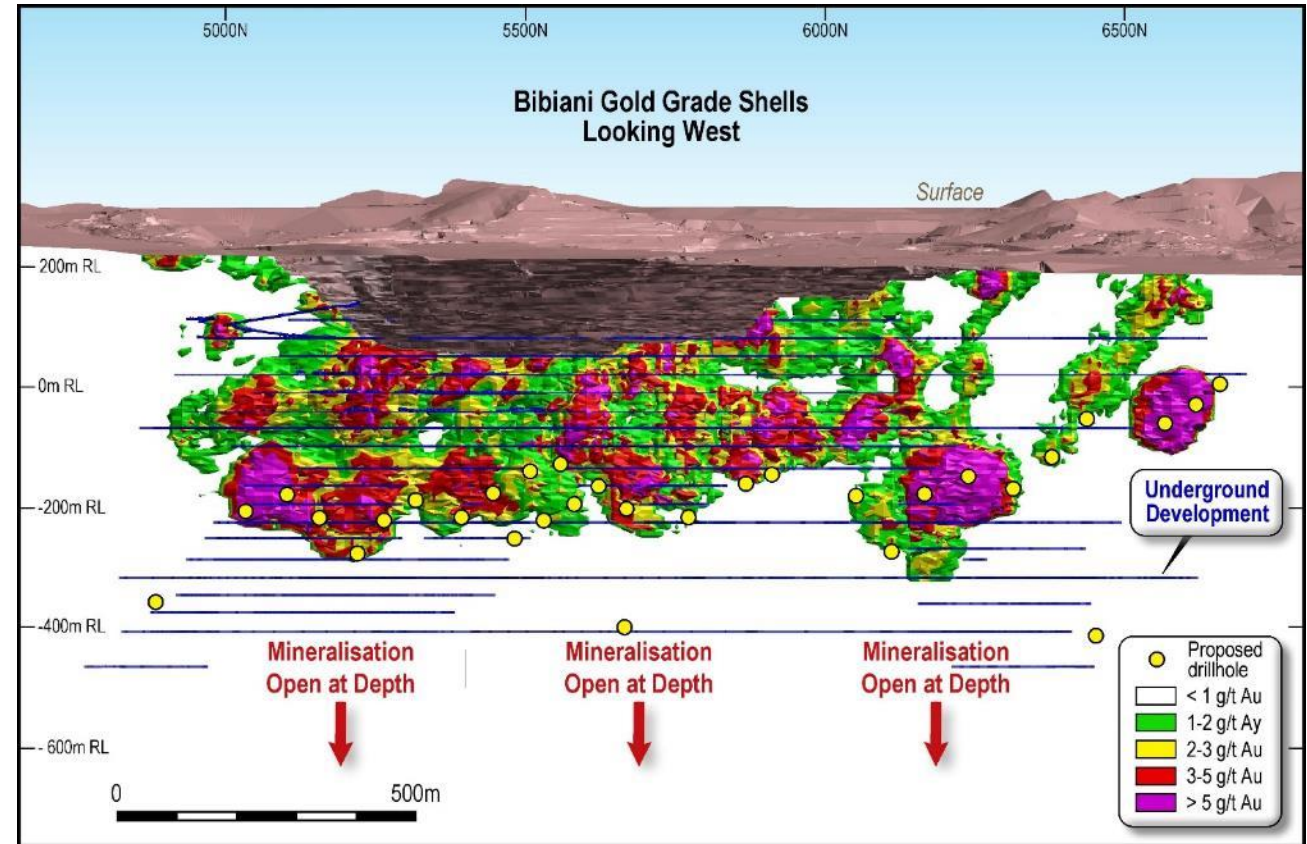 5000N
5500N
6000N
6500N
Bibiani Gold Grade Shells
Looking West
Surface
200m RL
0m RL
-200m RL
-400m RL
- 600m RL
Underground
Development
Mineralisation
Open at Depth
Mineralisation
Open at Depth
Mineralisation
Open at Depth
0
500m
Proposed
drillhole
< 1 g/t Au
1-2 g/t Ay
2-3 g/t Au
3-5 g/t Au
> 5 g/t Au